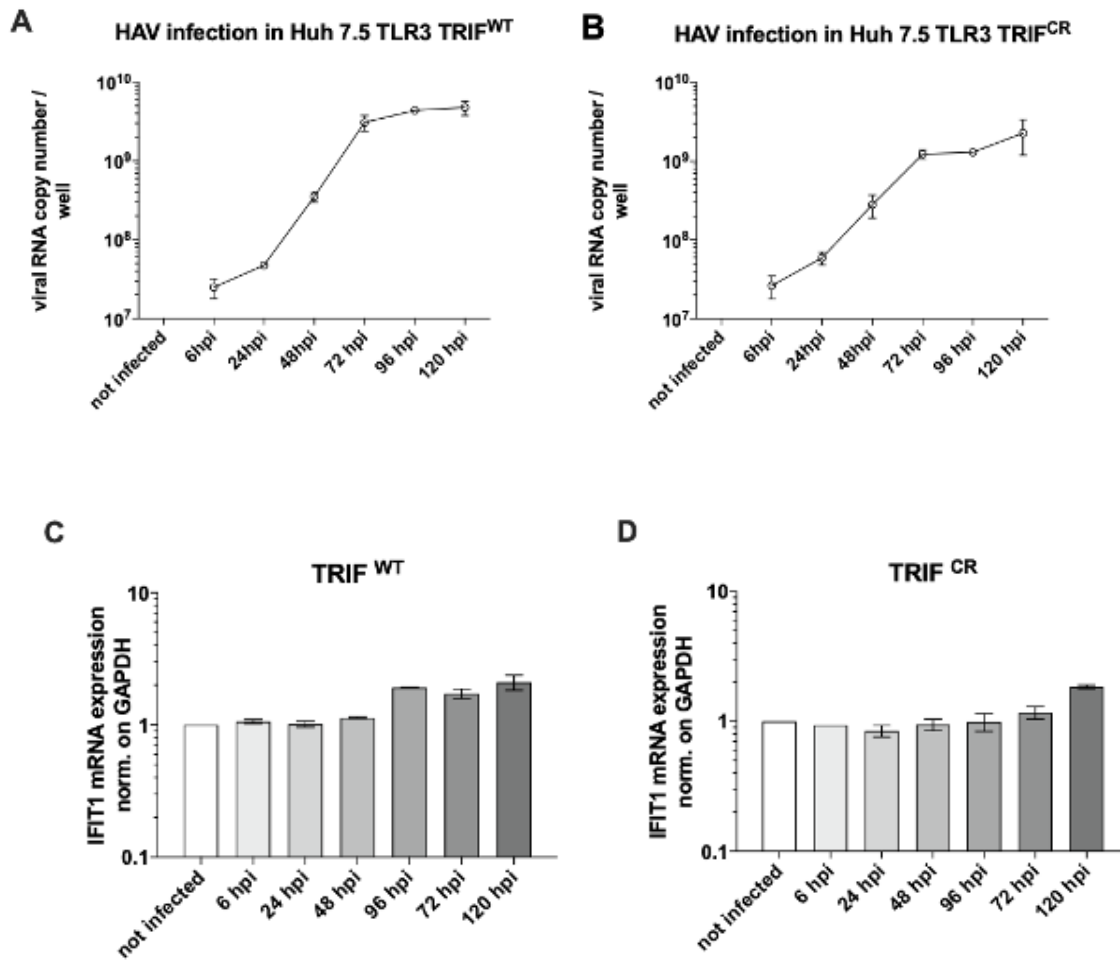 A
HAV infection in Huh 7.5 TLR3 TRIFWT
viral RNA copy number /
well
10^10
10^9
10^8
10^7
not infected
6hpi
24hpi
48hpi
72 hpi
96 hpi
120 hpi
B
HAV infection in Huh 7.5 TLR3 TRIFCR
viral RNA copy number /
well
10^10
10^9
10^8
10^7
not infected
6hpi
24hpi
48hpi
72 hpi
96 hpi
120 hpi
C
TRIF WT
IFIT1 mRNA expression
norm. on GAPDH
10
1
0.1
not infected
6 hpi
24 hpi
48 hpi
96 hpi
72 hpi
120 hpi
D
TRIF CR
IFIT1 mRNA expression
norm. on GAPDH
10
1
0.1
not infected
6 hpi
24 hpi
48 hpi
96 hpi
72 hpi
120 hpi